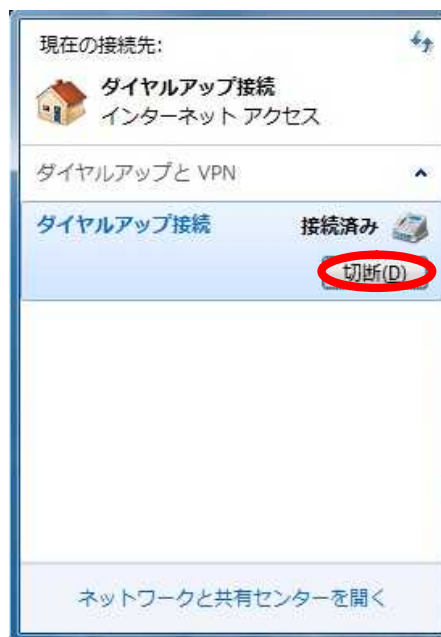 現在の接続先:
ダイヤルアップ接続
インターネット アクセス
ダイヤルアップと VPN
ダイヤルアップ接続 接続済み
切断(D)
ネットワークと共有センターを開く